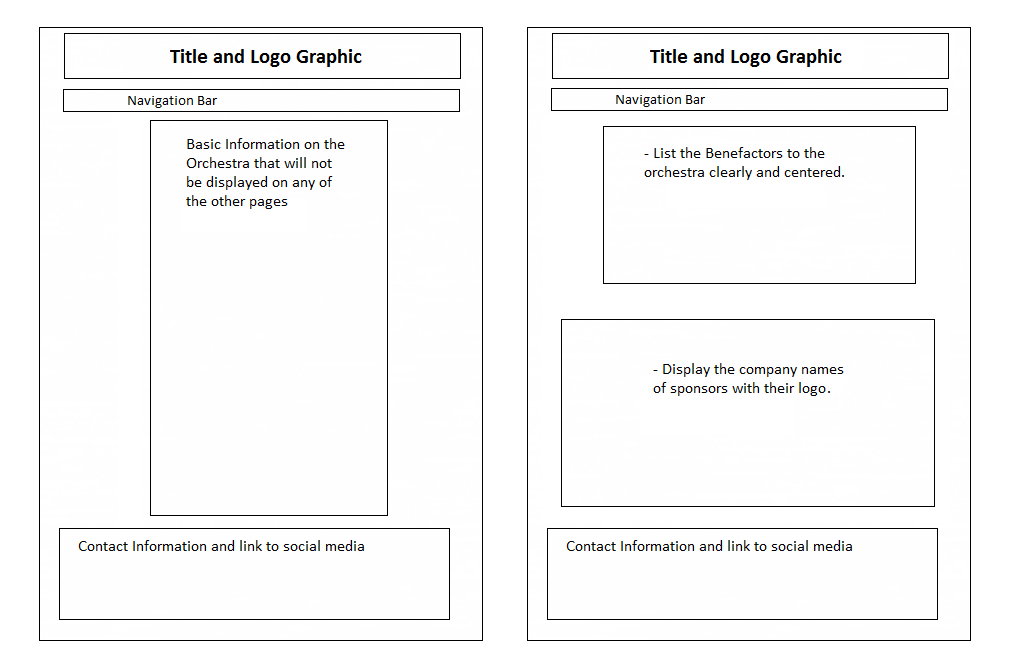 Title and Logo Graphic
Navigation Bar
Basic Information on the
Orchestra that will not
be displayed on any of
the other pages
Contact Information and link to social media
Title and Logo Graphic
Navigation Bar
- List the Benefactors to the
orchestra clearly and centered.
- Display the company names
of sponsors with their logo.
Contact Information and link to social media